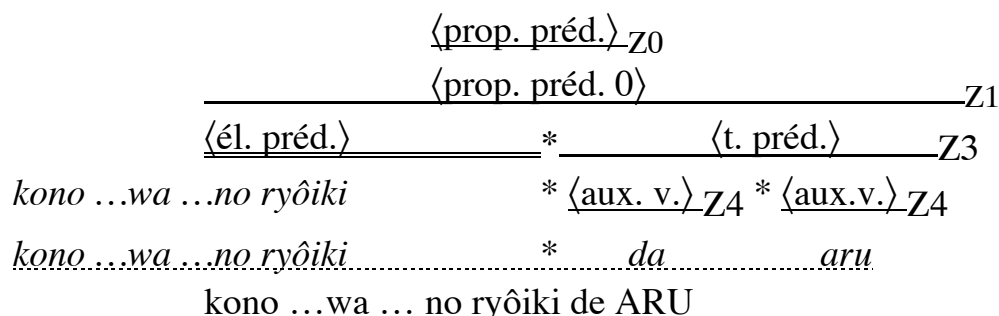 ⟨prop. préd.⟩ Z0
⟨prop. préd. 0⟩ Z1
⟨él. préd.⟩ * ⟨t. préd.⟩ Z3
kono …wa …no ryôiki * ⟨aux. v.⟩ Z4 * ⟨aux.v.⟩ Z4
kono …wa …no ryôiki * da aru
kono …wa … no ryôiki de ARU